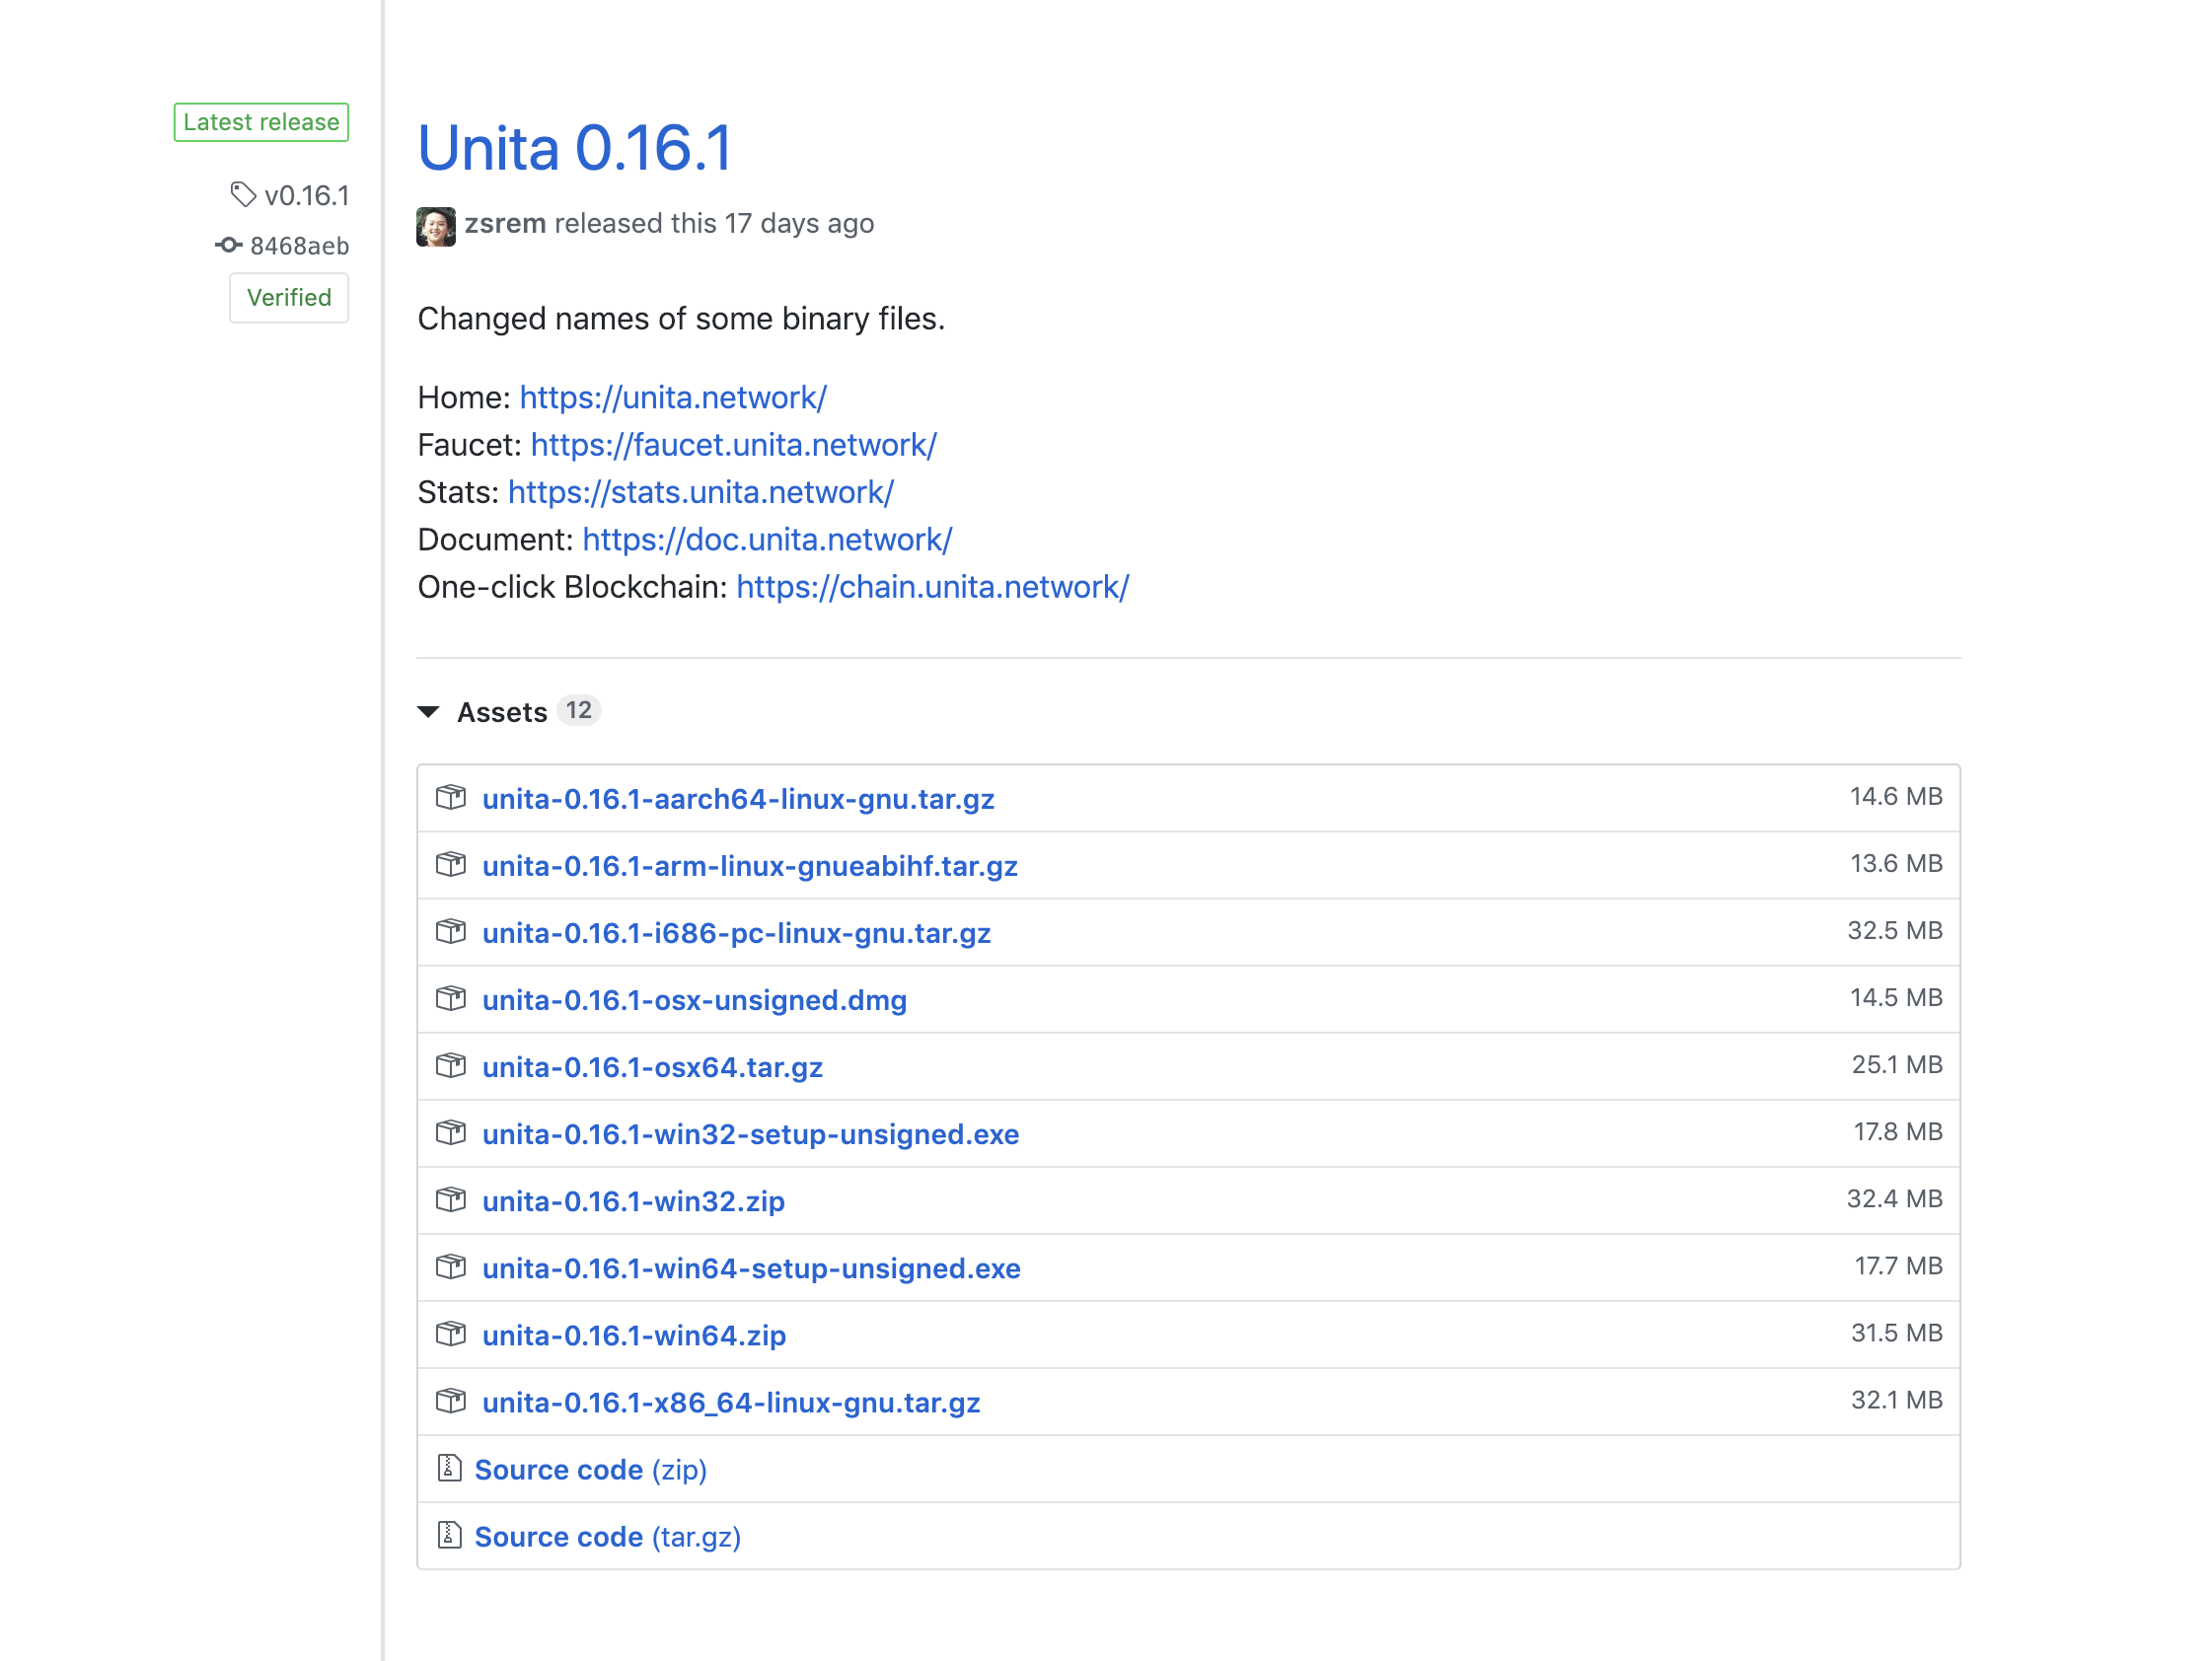 Latest release
v0.16.1
8468aeb
Verified
Unita 0.16.1
zsrem released this 17 days ago
Changed names of some binary files.
Home: https://unita.network/
Faucet: https://faucet.unita.network/
Stats: https://stats.unita.network/
Document: https://doc.unita.network/
One-click Blockchain: https://chain.unita.network/
Assets 12
unita-0.16.1-aarch64-linux-gnu.tar.gz 14.6 MB
unita-0.16.1-arm-linux-gnueabihf.tar.gz 13.6 MB
unita-0.16.1-i686-pc-linux-gnu.tar.gz 32.5 MB
unita-0.16.1-osx-unsigned.dmg 14.5 MB
unita-0.16.1-osx64.tar.gz 25.1 MB
unita-0.16.1-win32-setup-unsigned.exe 17.8 MB
unita-0.16.1-win32.zip 32.4 MB
unita-0.16.1-win64-setup-unsigned.exe 17.7 MB
unita-0.16.1-win64.zip 31.5 MB
unita-0.16.1-x86_64-linux-gnu.tar.gz 32.1 MB
Source code (zip)
Source code (tar.gz)